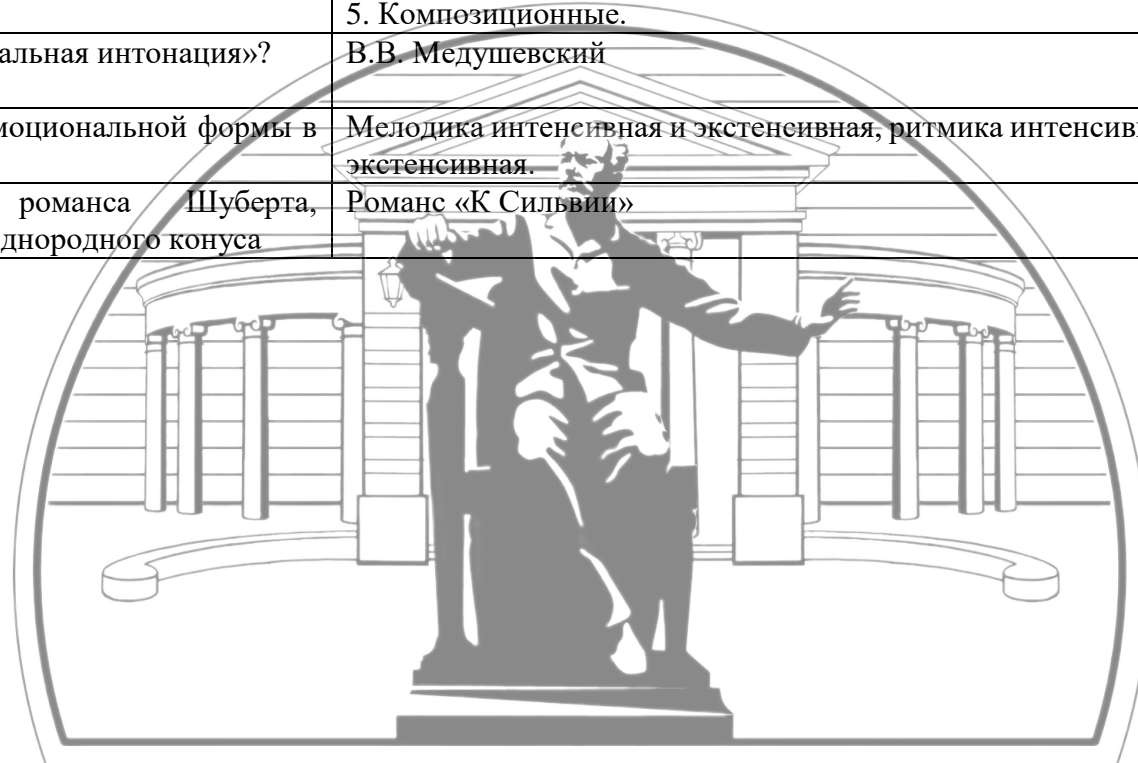 5. Композиционные.
альная интонация»? В.В. Медушевский
моциональной формы в Мелодика интенсивная и экстенсивная, ритмика интенсив
экстенсивная.
романса Шуберта, Романс «К Сильвии»
днородного конуса